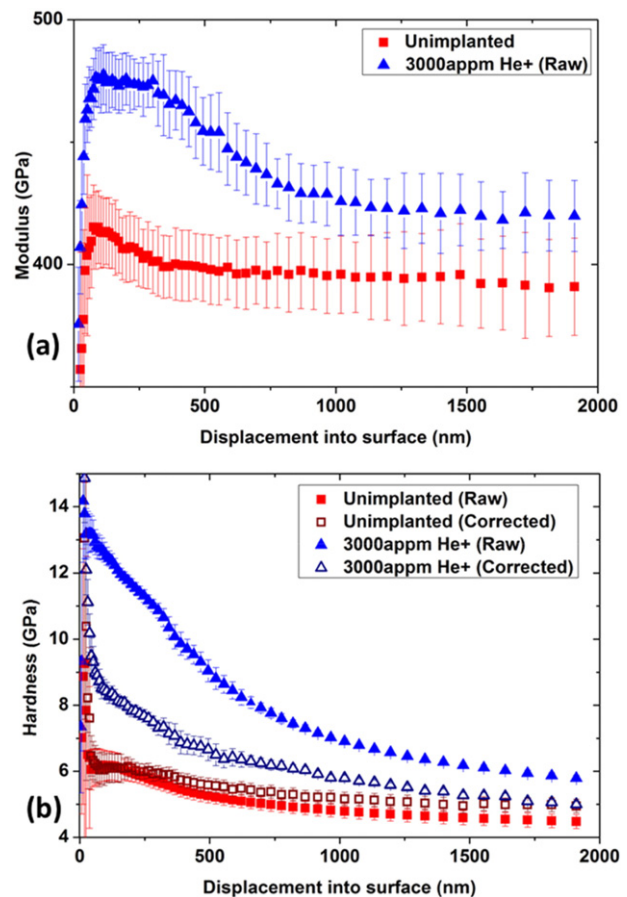 500
Unimplanted
3000appm He+ (Raw)
Modulus (GPa)
400
(a)
0
500
1000
1500
2000
Displacement into surface (nm)
14
Unimplanted (Raw)
Unimplanted (Corrected)
3000appm He+ (Raw)
3000appm He+ (Corrected)
12
Hardness (GPa)
10
8
6
(b)
4
0
500
1000
1500
2000
Displacement into surface (nm)